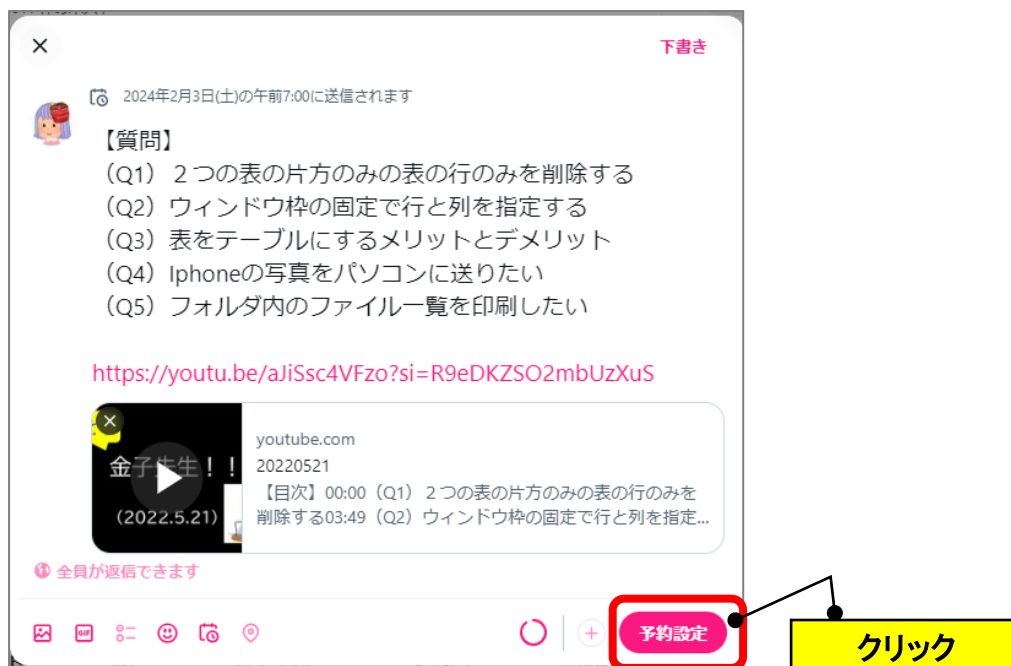 下書き
2024年2月3日(土)の午前7:00に送信されます
【質問】
（Q1）２つの表の片方のみの表の行のみを削除する
（Q2）ウィンドウ枠の固定で行と列を指定する
（Q3）表をテーブルにするメリットとデメリット
（Q4）Iphoneの写真をパソコンに送りたい
（Q5）フォルダ内のファイル一覧を印刷したい
https://youtu.be/aJiSsc4VFzo?si=R9eDKZSO2mbUzXuS
金子先生！！
（2022.5.21）
youtube.com
20220521
【目次】00:00（Q1）２つの表の片方のみの表の行のみを
削除する03:49（Q2）ウィンドウ枠の固定で行と列を指定...
全員が返信できます
GIF
予約設定
クリック